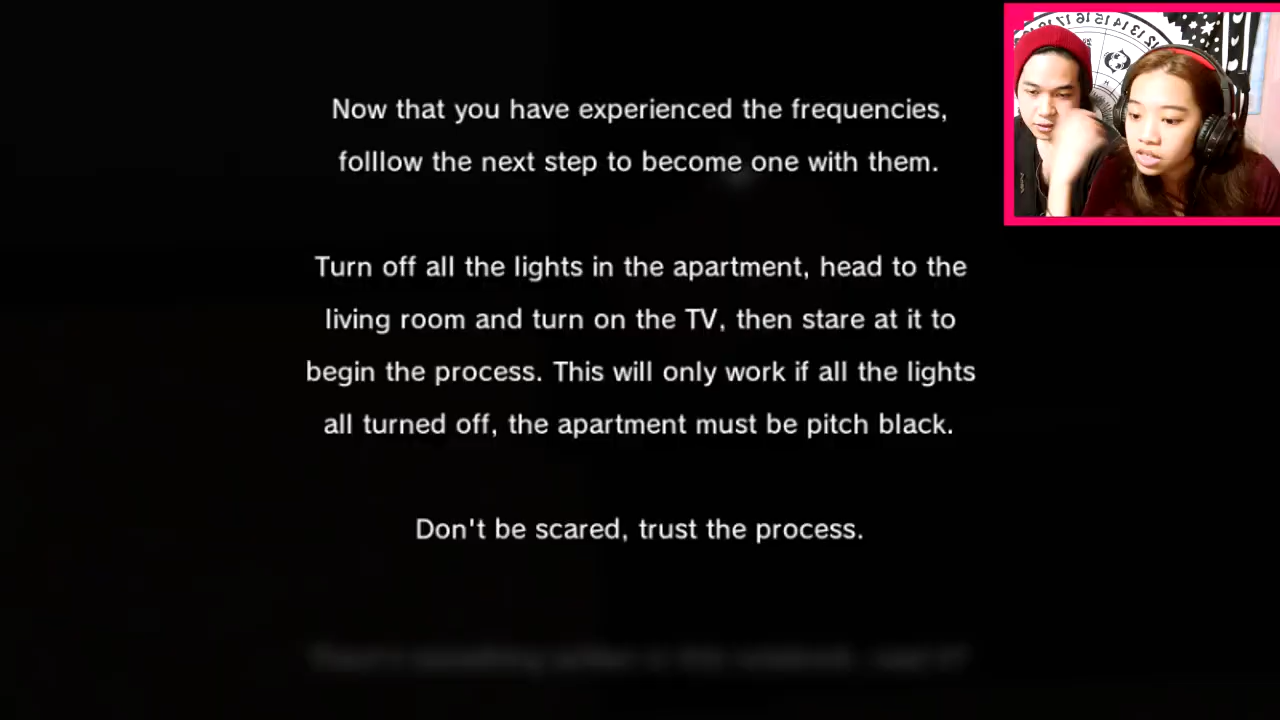 Now that you have experienced the frequencies,
folllow the next step to become one with them.
Turn off all the lights in the apartment, head to the
living room and turn on the TV, then stare at it to
begin the process. This will only work if all the lights
all turned off, the apartment must be pitch black.
Don't be scared, trust the process.